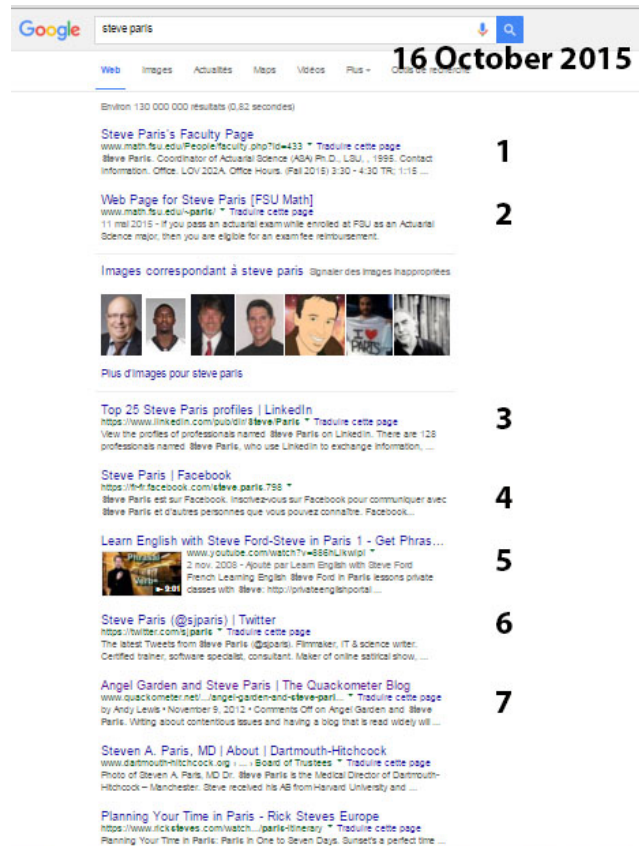 Google steve paris
16 October 2015
Web Images Actualités Maps Vidéos Plus Outils de recherche
Environ 130 000 000 résultats (0,82 secondes)
Steve Paris's Faculty Page
www.math.fsu.edu/People/faculty.php?id=433 Traduire cette page
Steve Paris. Coordinator of Actuarial Science (ASA) Ph.D., LSU, , 1995. Contact
Information. Office. LOV 202A. Office Hours. (Fall 2015) 3:30 - 4:30 TR; 1:15 ...
1
Web Page for Steve Paris [FSU Math]
www.math.fsu.edu/~paris/ Traduire cette page
11 mai 2015 - If you pass an actuarial exam while enrolled at FSU as an Actuarial
Science major, then you are eligible for an exam fee reimbursement.
2
Images correspondant à steve paris Signaler des images inappropriées
I ♥
PARIS
Plus d'images pour steve paris
Top 25 Steve Paris profiles | LinkedIn
https://www.linkedin.com/pub/dir/Steve/Paris Traduire cette page
View the profiles of professionals named Steve Paris on LinkedIn. There are 128
professionals named Steve Paris, who use LinkedIn to exchange information, ...
3
Steve Paris | Facebook
https://fr-fr.facebook.com/steve.paris.798
Steve Paris est sur Facebook. Inscrivez-vous sur Facebook pour communiquer avec
Steve Paris et d'autres personnes que vous pouvez connaître. Facebook...
4
Learn English with Steve Ford-Steve in Paris 1 - Get Phras...
www.youtube.com/watch?v=886hLlkwipI
2 nov. 2008 - Ajouté par Learn English with Steve Ford
French Learning English Steve Ford in Paris lessons private
classes with Steve: http://privateenglishportal ...
Phrasal
Verbs
9:01
5
Steve Paris (@sjparis) | Twitter
https://twitter.com/sjparis Traduire cette page
The latest Tweets from Steve Paris (@sjparis). Filmmaker, IT & science writer.
Certified trainer, software specialist, consultant. Maker of online satirical show, ...
6
Angel Garden and Steve Paris | The Quackometer Blog
www.quackometer.net/.../angel-garden-and-steve-pari... Traduire cette page
by Andy Lewis • November 9, 2012 • Comments Off on Angel Garden and Steve
Paris. Writing about contentious issues and having a blog that is read widely will ...
7
Steven A. Paris, MD | About | Dartmouth-Hitchcock
www.dartmouth-hitchcock.org › ... › Board of Trustees Traduire cette page
Photo of Steven A. Paris, MD Dr. Steve Paris is the Medical Director of Dartmouth-
Hitchcock – Manchester. Steve received his AB from Harvard University and ...
Planning Your Time in Paris - Rick Steves Europe
https://www.ricksteves.com/watch.../paris-itinerary Traduire cette page
Planning Your Time in Paris: Paris in One to Seven Days. Sunset's a perfect time ...